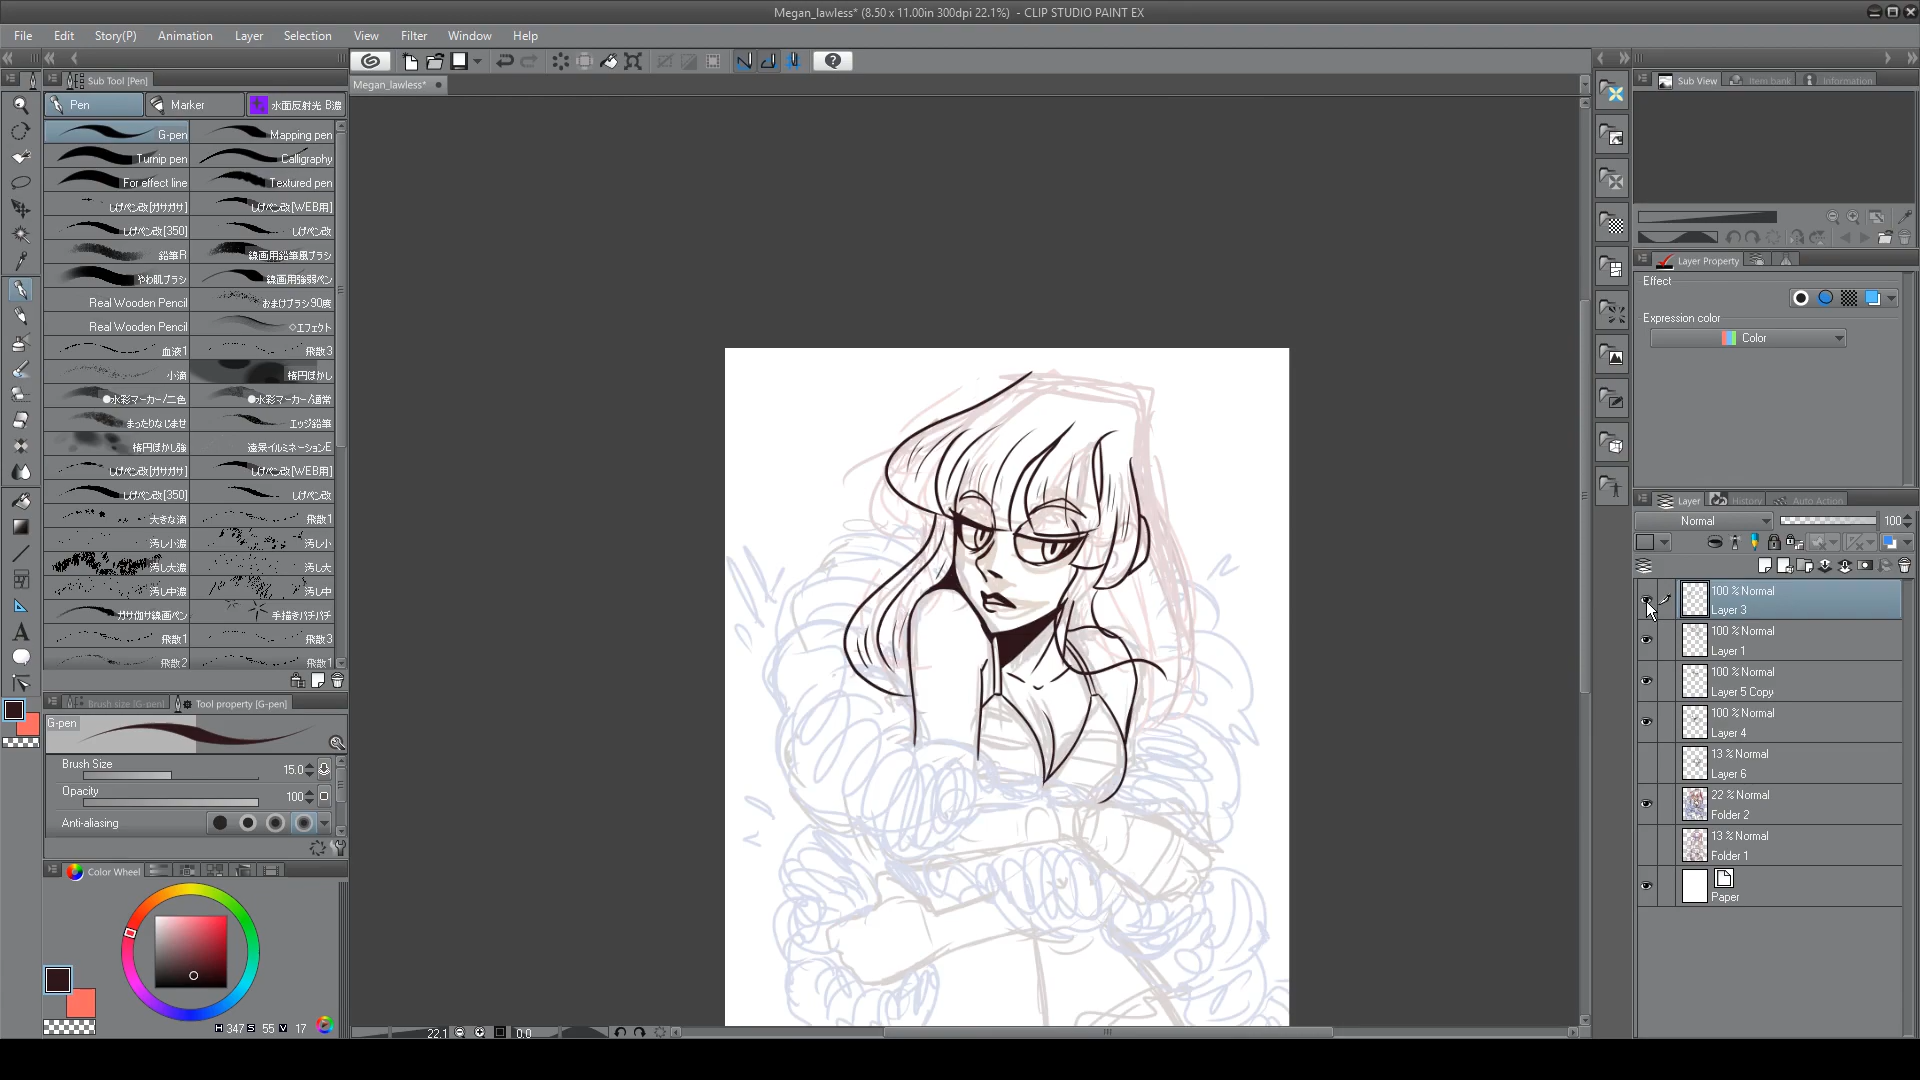 Megan_lawless* (8.50 x 11.00in 300dpi 22.1%) - CLIP STUDIO PAINT EX
File Edit Story(P) Animation Layer Selection Filter View Window Help
Sub Tool [Pen]
Megan_lawless*
Sub View Item bank Information
Pen Marker 水面反射光 B濃
G-pen Mapping pen
Turnip pen Calligraphy
For effect line Textured pen
しげペン改[ガサガサ] しげペン改[WEB用]
しげペン改[350] しげペン改
鉛筆R 線画用鉛筆風ブラシ
やわ肌ブラシ 線画用強弱ペン
Real Wooden Pencil おまけブラシ90度
Real Wooden Pencil ◇エフェクト
血液1 飛散3
小滴 楕円ぼかし
●水彩マーカー/二色 ●水彩マーカー/通常
まったりなじませ エッジ鉛筆
楕円ぼかし強 遠景イルミネーションE
しげペン改[ガサガサ] しげペン改[WEB用]
しげペン改[350] しげペン改
大きな滴 飛散1
汚し小濃 汚し小
汚し大濃 汚し大
汚し中濃 汚し中
ガサガサ線画ペン 手描きパチパチ
飛散1 飛散3
飛散2 飛散1
Brush size [G-pen] Tool property [G-pen]
G-pen
Brush Size 15.0
Opacity 100
Anti-aliasing
Color Wheel
H 347 S 55 V 17
22.1 0.0
Layer Property
Effect
Expression color
Color
Layer History Auto Action
Normal 100
100 % Normal
Layer 3
100 % Normal
Layer 1
100 % Normal
Layer 5 Copy
100 % Normal
Layer 4
13 % Normal
Layer 6
22 % Normal
Folder 2
13 % Normal
Folder 1
Paper